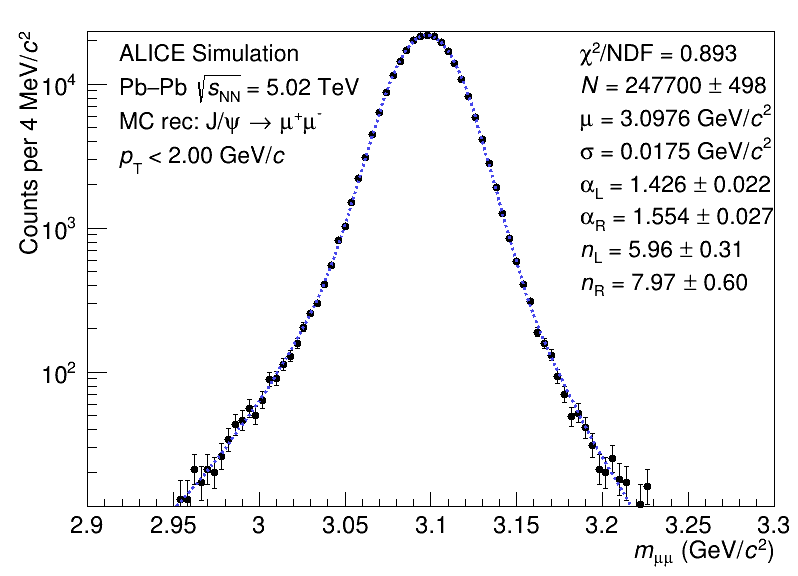 ALICE Simulation
Pb–Pb √sNN = 5.02 TeV
MC rec: J/ψ → μ⁺μ⁻
pT < 2.00 GeV/c
χ²/NDF = 0.893
N = 247700 ± 498
μ = 3.0976 GeV/c²
σ = 0.0175 GeV/c²
αL = 1.426 ± 0.022
αR = 1.554 ± 0.027
nL = 5.96 ± 0.31
nR = 7.97 ± 0.60
Counts per 4 MeV/c²
10⁴
10³
10²
2.9 2.95 3 3.05 3.1 3.15 3.2 3.25 3.3
mμμ (GeV/c²)